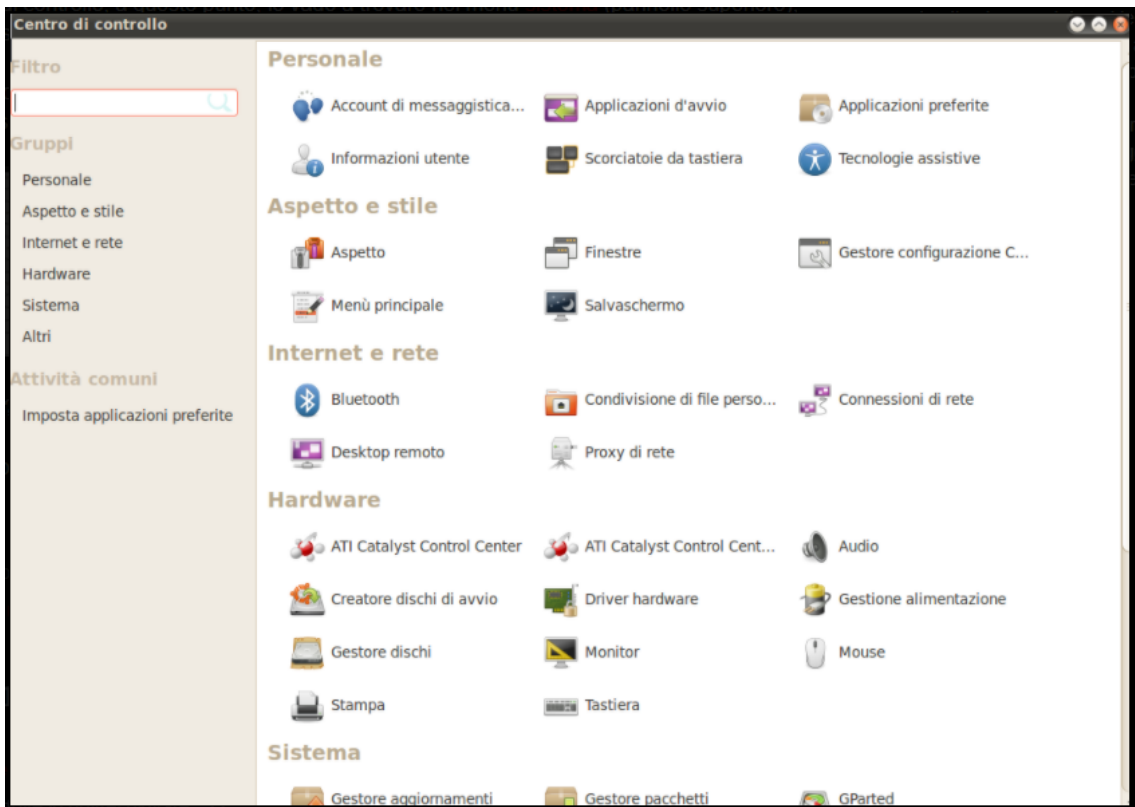 Centro di controllo
Filtro
Gruppi
Personale
Aspetto e stile
Internet e rete
Hardware
Sistema
Altri
Attività comuni
Imposta applicazioni preferite
Personale
Account di messaggistica... Applicazioni d'avvio Applicazioni preferite
Informazioni utente Scorciatoie da tastiera Tecnologie assistive
Aspetto e stile
Aspetto Finestre Gestore configurazione C...
Menù principale Salvaschermo
Internet e rete
Bluetooth Condivisione di file perso... Connessioni di rete
Desktop remoto Proxy di rete
Hardware
ATI Catalyst Control Center ATI Catalyst Control Cent... Audio
Creatore dischi di avvio Driver hardware Gestione alimentazione
Gestore dischi Monitor Mouse
Stampa Tastiera
Sistema
Gestore aggiornamenti Gestore pacchetti GParted